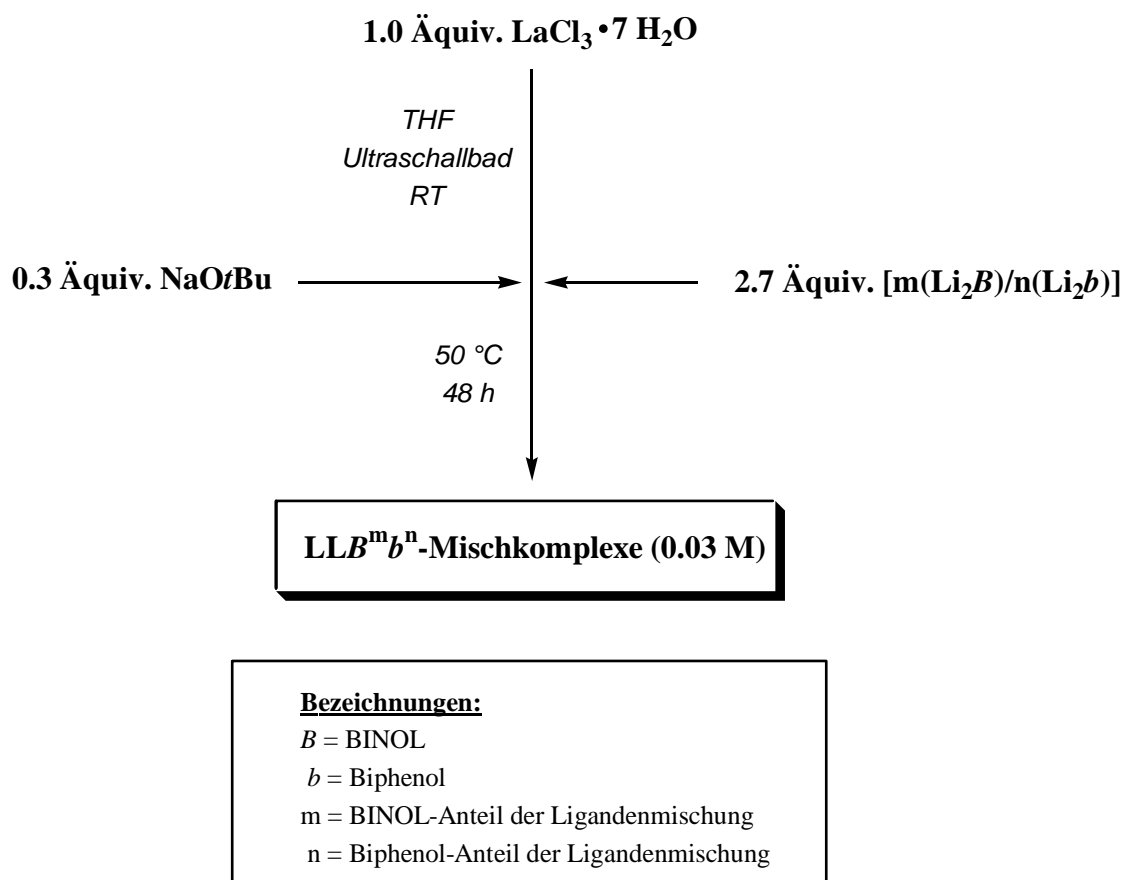 1.0 Äquiv. LaCl3 • 7 H2O
THF
Ultraschallbad
RT
0.3 Äquiv. NaOtBu
2.7 Äquiv. [m(Li2B)/n(Li2b)]
50 °C
48 h
LLB^m b^n-Mischkomplexe (0.03 M)
Bezeichnungen:
B = BINOL
b = Biphenol
m = BINOL-Anteil der Ligandenmischung
n = Biphenol-Anteil der Ligandenmischung